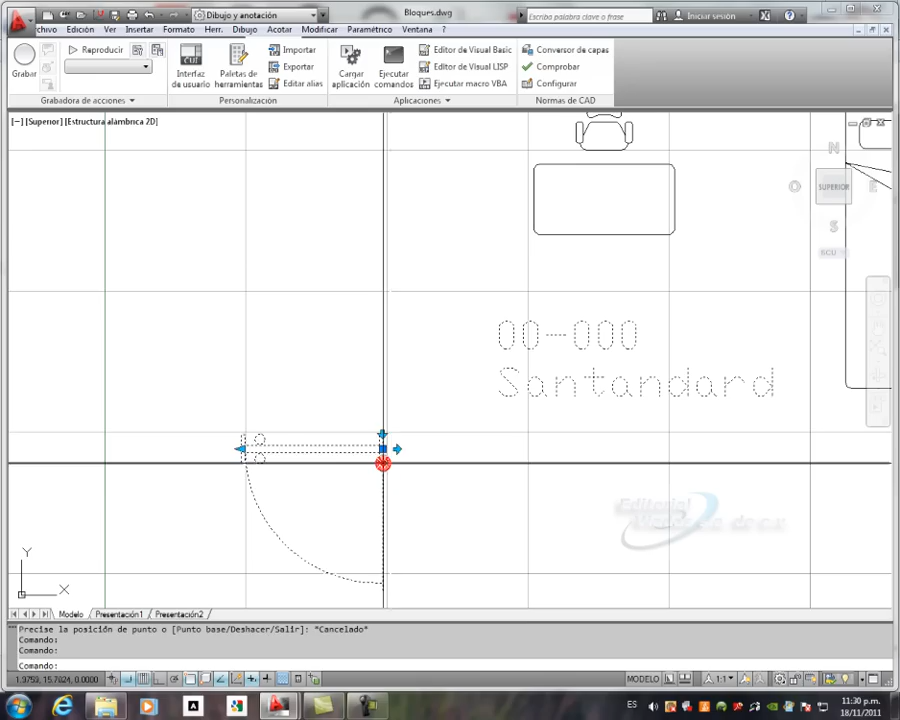 Dibujo y anotación
Bloques.dwg
Escriba palabra clave o frase
Iniciar sesión
chivo Edición Ver Insertar Formato Herr. Dibujo Acotar Modificar Paramétrico Ventana ?
Grabar
Reproducir
Grabadora de acciones
Interfaz de usuario
Paletas de herramientas
Importar
Exportar
Editar alias
Personalización
Cargar aplicación
Ejecutar comandos
Editor de Visual Basic
Editor de Visual LISP
Ejecutar macro VBA
Aplicaciones
Conversor de capas
Comprobar
Configurar
Normas de CAD
[−] [Superior] [Estructura alámbrica 2D]
N
O SUPERIOR E
S
SCU
00-000
Santandard
Editorial
Y
X
Modelo Presentación1 Presentación2
Precise la posición de punto o [Punto base/Deshacer/Salir]: *Cancelado*
Comando:
Comando:
Comando:
1.9759, 15.7824, 0.0000
MODELO
1:1
ES
11:30 p.m.
18/11/2011